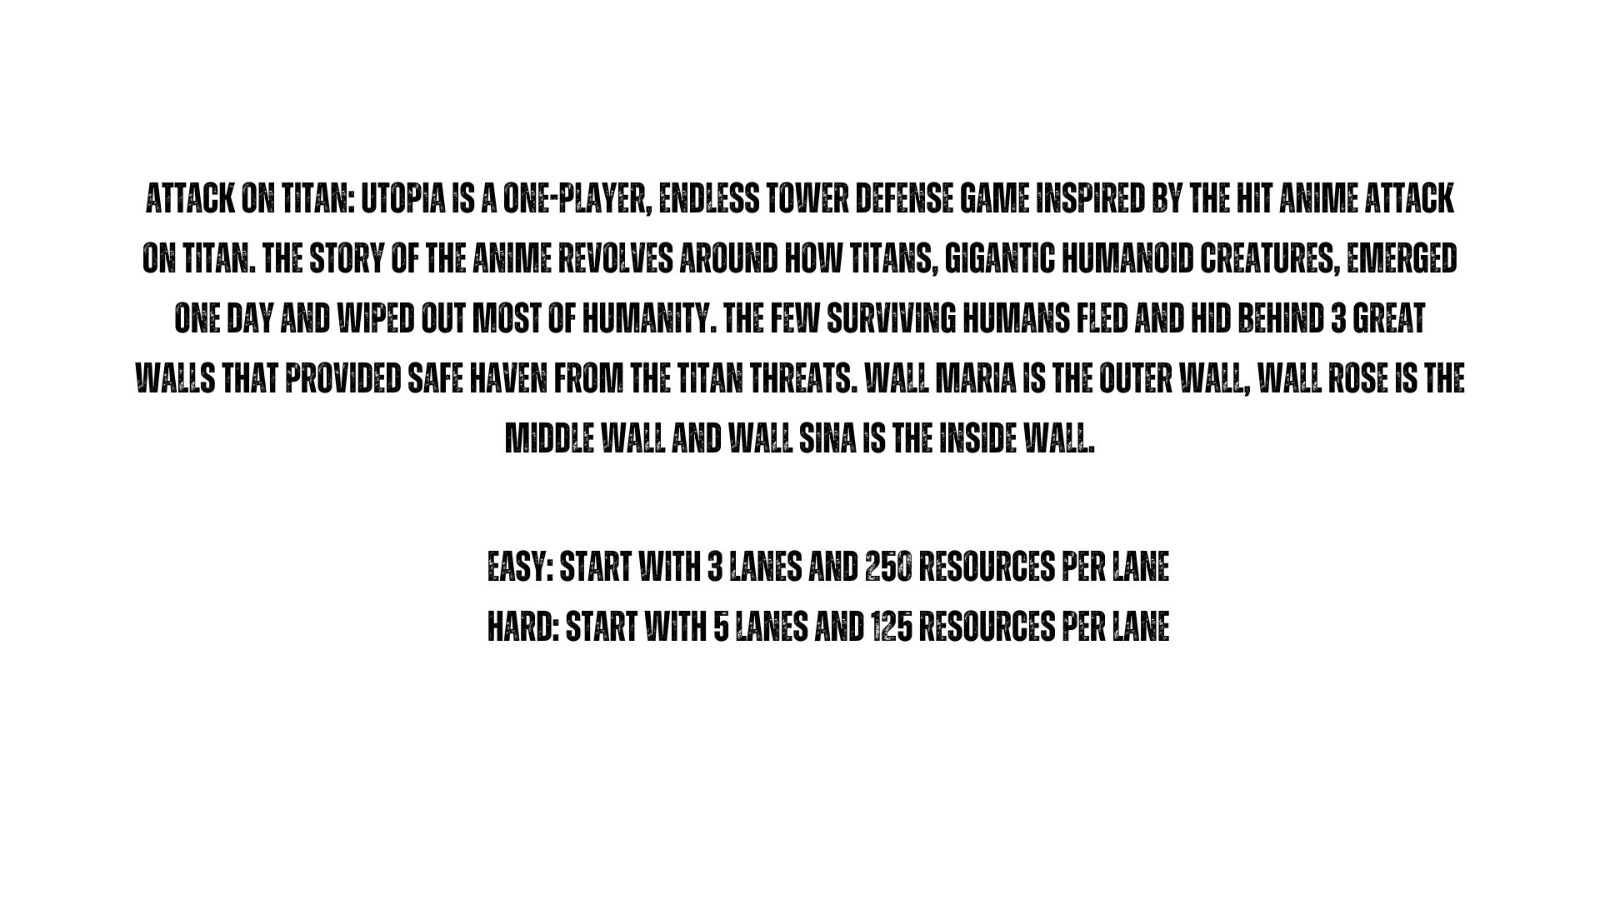 ATTACK ON TITAN: UTOPIA IS A ONE-PLAYER, ENDLESS TOWER DEFENSE GAME INSPIRED BY THE HIT ANIME ATTACK
ON TITAN. THE STORY OF THE ANIME REVOLVES AROUND HOW TITANS, GIGANTIC HUMANOID CREATURES, EMERGED
ONE DAY AND WIPED OUT MOST OF HUMANITY. THE FEW SURVIVING HUMANS FLED AND HID BEHIND 3 GREAT
WALLS THAT PROVIDED SAFE HAVEN FROM THE TITAN THREATS. WALL MARIA IS THE OUTER WALL, WALL ROSE IS THE
MIDDLE WALL AND WALL SINA IS THE INSIDE WALL.
EASY: START WITH 3 LANES AND 250 RESOURCES PER LANE
HARD: START WITH 5 LANES AND 125 RESOURCES PER LANE